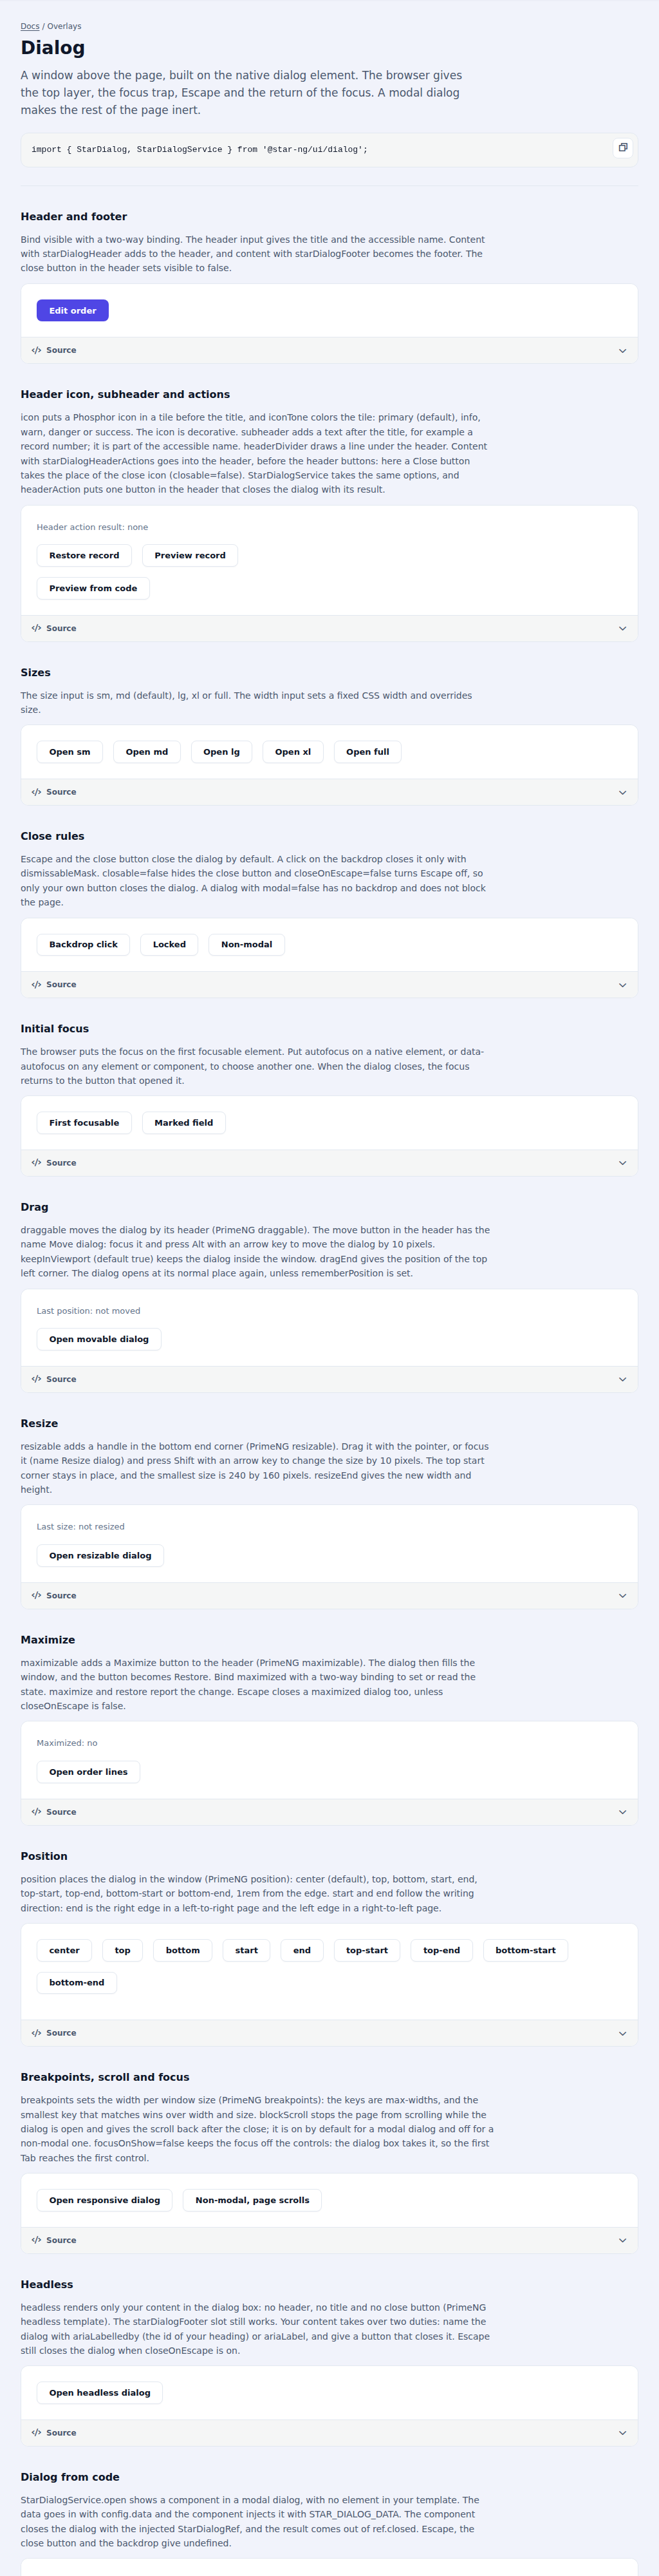 Docs / Overlays
Dialog
A window above the page, built on the native dialog element. The browser gives
the top layer, the focus trap, Escape and the return of the focus. A modal dialog
makes the rest of the page inert.
import { StarDialog, StarDialogService } from '@star-ng/ui/dialog';
Header and footer
Bind visible with a two-way binding. The header input gives the title and the accessible name. Content
with starDialogHeader adds to the header, and content with starDialogFooter becomes the footer. The
close button in the header sets visible to false.
Edit order
Source
Header icon, subheader and actions
icon puts a Phosphor icon in a tile before the title, and iconTone colors the tile: primary (default), info,
warn, danger or success. The icon is decorative. subheader adds a text after the title, for example a
record number; it is part of the accessible name. headerDivider draws a line under the header. Content
with starDialogHeaderActions goes into the header, before the header buttons: here a Close button
takes the place of the close icon (closable=false). StarDialogService takes the same options, and
headerAction puts one button in the header that closes the dialog with its result.
Header action result: none
Restore record Preview record
Preview from code
Source
Sizes
The size input is sm, md (default), lg, xl or full. The width input sets a fixed CSS width and overrides
size.
Open sm Open md Open lg Open xl Open full
Source
Close rules
Escape and the close button close the dialog by default. A click on the backdrop closes it only with
dismissableMask. closable=false hides the close button and closeOnEscape=false turns Escape off, so
only your own button closes the dialog. A dialog with modal=false has no backdrop and does not block
the page.
Backdrop click Locked Non-modal
Source
Initial focus
The browser puts the focus on the first focusable element. Put autofocus on a native element, or data-
autofocus on any element or component, to choose another one. When the dialog closes, the focus
returns to the button that opened it.
First focusable Marked field
Source
Drag
draggable moves the dialog by its header (PrimeNG draggable). The move button in the header has the
name Move dialog: focus it and press Alt with an arrow key to move the dialog by 10 pixels.
keepInViewport (default true) keeps the dialog inside the window. dragEnd gives the position of the top
left corner. The dialog opens at its normal place again, unless rememberPosition is set.
Last position: not moved
Open movable dialog
Source
Resize
resizable adds a handle in the bottom end corner (PrimeNG resizable). Drag it with the pointer, or focus
it (name Resize dialog) and press Shift with an arrow key to change the size by 10 pixels. The top start
corner stays in place, and the smallest size is 240 by 160 pixels. resizeEnd gives the new width and
height.
Last size: not resized
Open resizable dialog
Source
Maximize
maximizable adds a Maximize button to the header (PrimeNG maximizable). The dialog then fills the
window, and the button becomes Restore. Bind maximized with a two-way binding to set or read the
state. maximize and restore report the change. Escape closes a maximized dialog too, unless
closeOnEscape is false.
Maximized: no
Open order lines
Source
Position
position places the dialog in the window (PrimeNG position): center (default), top, bottom, start, end,
top-start, top-end, bottom-start or bottom-end, 1rem from the edge. start and end follow the writing
direction: end is the right edge in a left-to-right page and the left edge in a right-to-left page.
center top bottom start end top-start top-end bottom-start
bottom-end
Source
Breakpoints, scroll and focus
breakpoints sets the width per window size (PrimeNG breakpoints): the keys are max-widths, and the
smallest key that matches wins over width and size. blockScroll stops the page from scrolling while the
dialog is open and gives the scroll back after the close; it is on by default for a modal dialog and off for a
non-modal one. focusOnShow=false keeps the focus off the controls: the dialog box takes it, so the first
Tab reaches the first control.
Open responsive dialog Non-modal, page scrolls
Source
Headless
headless renders only your content in the dialog box: no header, no title and no close button (PrimeNG
headless template). The starDialogFooter slot still works. Your content takes over two duties: name the
dialog with ariaLabelledby (the id of your heading) or ariaLabel, and give a button that closes it. Escape
still closes the dialog when closeOnEscape is on.
Open headless dialog
Source
Dialog from code
StarDialogService.open shows a component in a modal dialog, with no element in your template. The
data goes in with config.data and the component injects it with STAR_DIALOG_DATA. The component
closes the dialog with the injected StarDialogRef, and the result comes out of ref.closed. Escape, the
close button and the backdrop give undefined.